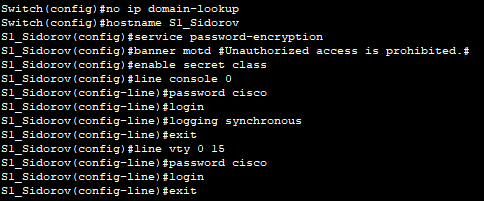 Switch(config)#no ip domain-lookup
Switch(config)#hostname S1_Sidorov
S1_Sidorov(config)#service password-encryption
S1_Sidorov(config)#banner motd #Unauthorized access is prohibited.#
S1_Sidorov(config)#enable secret class
S1_Sidorov(config)#line console 0
S1_Sidorov(config-line)#password cisco
S1_Sidorov(config-line)#login
S1_Sidorov(config-line)#logging synchronous
S1_Sidorov(config-line)#exit
S1_Sidorov(config)#line vty 0 15
S1_Sidorov(config-line)#password cisco
S1_Sidorov(config-line)#login
S1_Sidorov(config-line)#exit